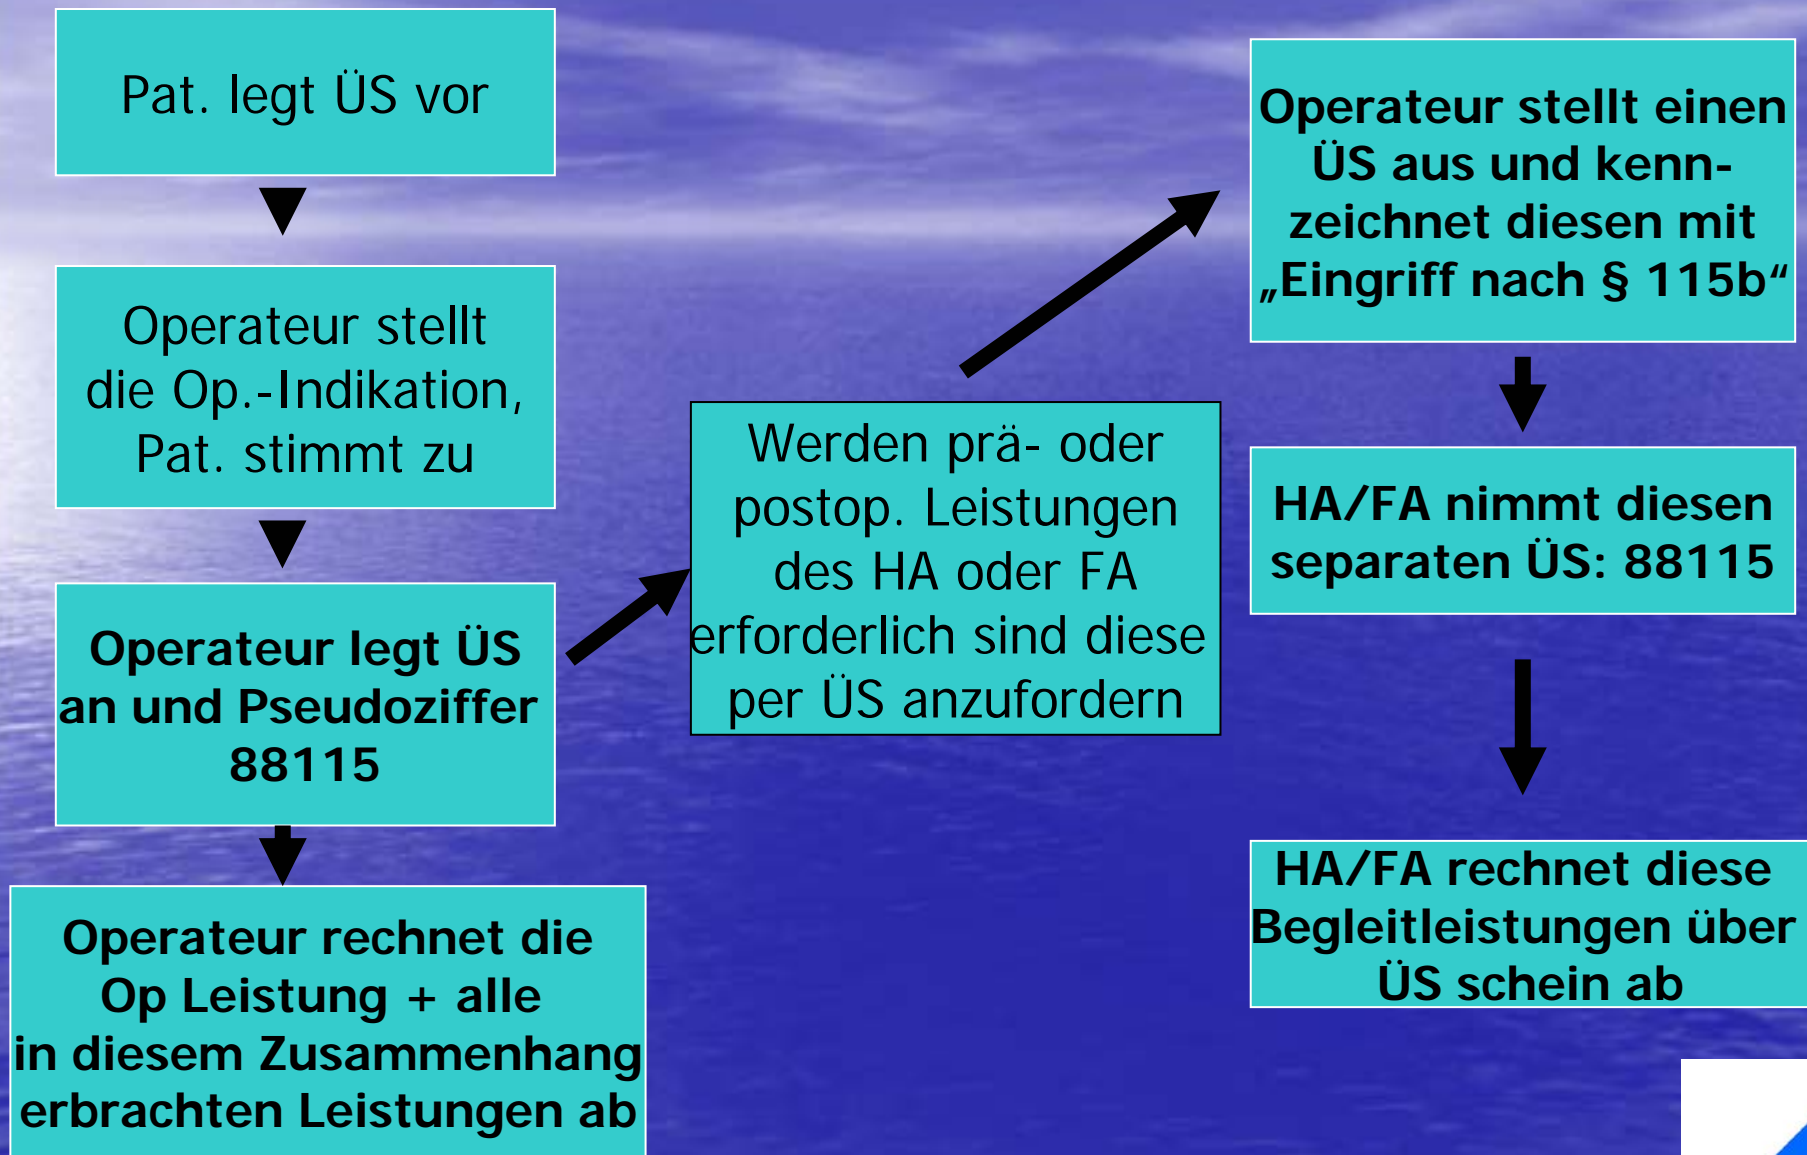 Pat. legt ÜS vor
Operateur stellt
die Op.-Indikation,
Pat. stimmt zu
Operateur legt ÜS
an und Pseudoziffer
88115
Operateur rechnet die
Op Leistung + alle
in diesem Zusammenhang
erbrachten Leistungen ab
Werden prä- oder
postop. Leistungen
des HA oder FA
erforderlich sind diese
per ÜS anzufordern
Operateur stellt einen
ÜS aus und kenn-
zeichnet diesen mit
„Eingriff nach § 115b“
HA/FA nimmt diesen
separaten ÜS: 88115
HA/FA rechnet diese
Begleitleistungen über
ÜS schein ab